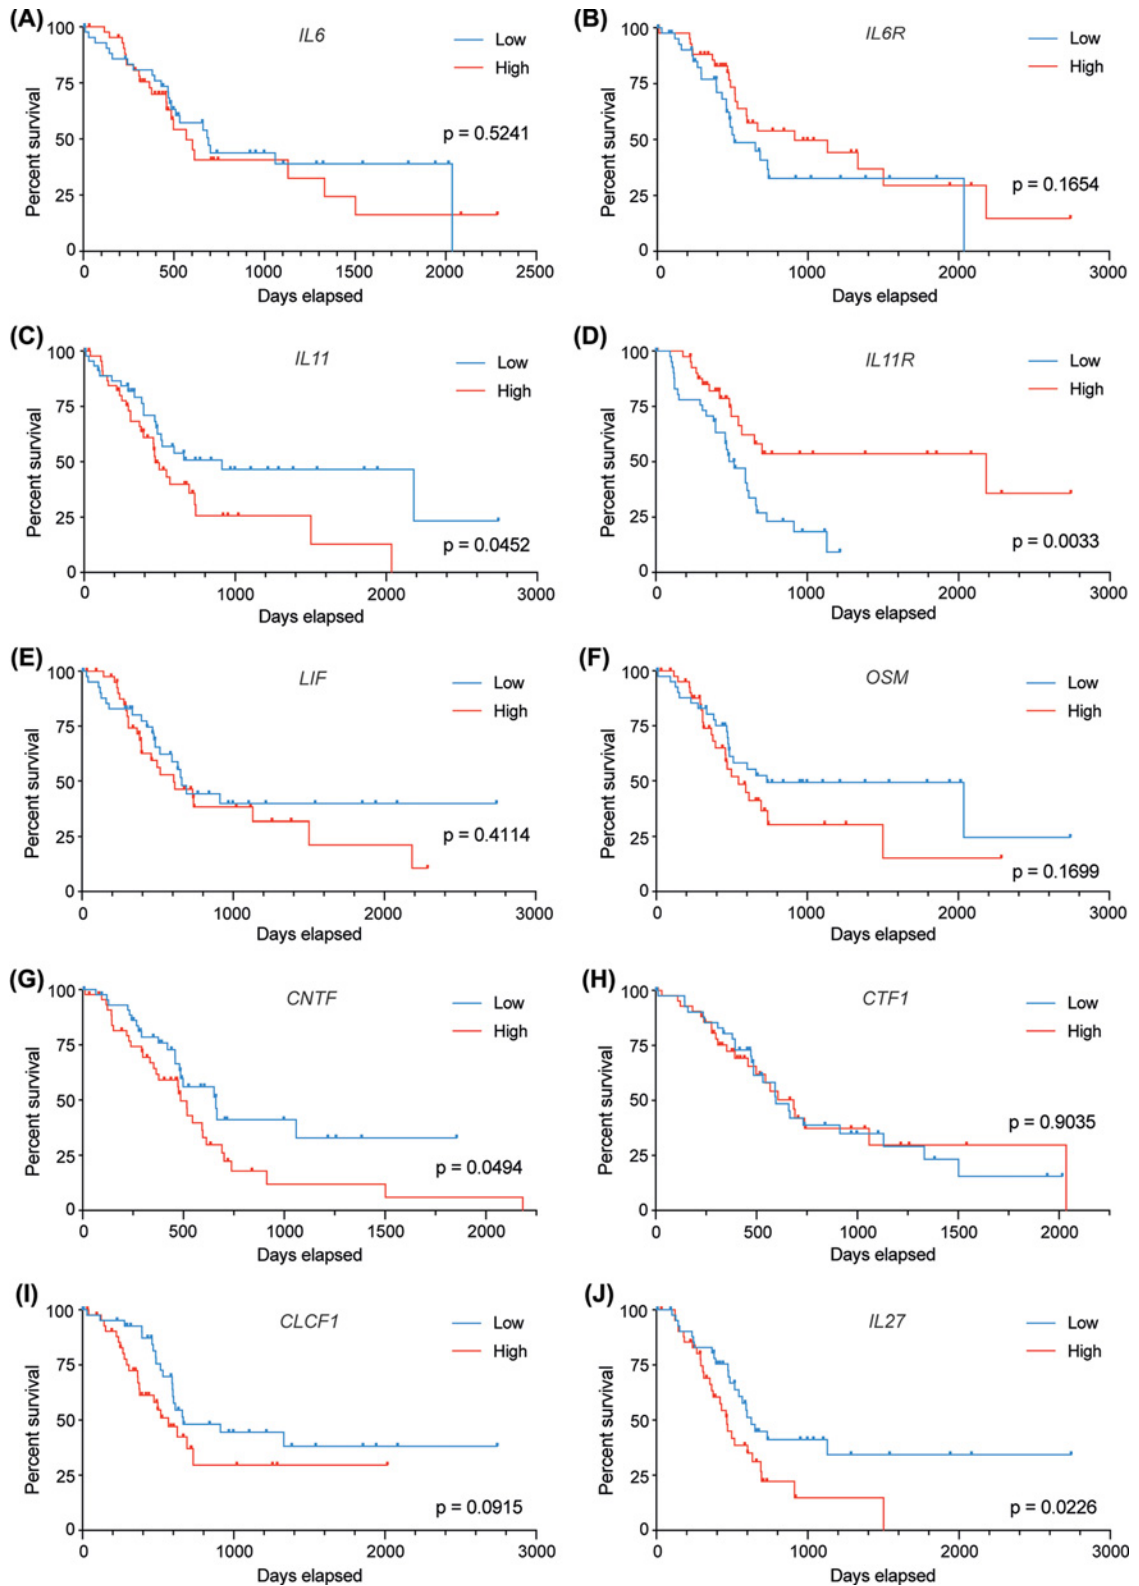 (A)
IL6
Low
High
p = 0.5241
Percent survival
100
75
50
25
0
0 500 1000 1500 2000 2500
Days elapsed
(B)
IL6R
Low
High
p = 0.1654
Percent survival
100
75
50
25
0
0 1000 2000 3000
Days elapsed
(C)
IL11
Low
High
p = 0.0452
Percent survival
100
75
50
25
0
0 1000 2000 3000
Days elapsed
(D)
IL11R
Low
High
p = 0.0033
Percent survival
100
75
50
25
0
0 1000 2000 3000
Days elapsed
(E)
LIF
Low
High
p = 0.4114
Percent survival
100
75
50
25
0
0 1000 2000 3000
Days elapsed
(F)
OSM
Low
High
p = 0.1699
Percent survival
100
75
50
25
0
0 1000 2000 3000
Days elapsed
(G)
CNTF
Low
High
p = 0.0494
Percent survival
100
75
50
25
0
0 500 1000 1500 2000
Days elapsed
(H)
CTF1
Low
High
p = 0.9035
Percent survival
100
75
50
25
0
0 500 1000 1500 2000
Days elapsed
(I)
CLCF1
Low
High
p = 0.0915
Percent survival
100
75
50
25
0
0 1000 2000 3000
Days elapsed
(J)
IL27
Low
High
p = 0.0226
Percent survival
100
75
50
25
0
0 1000 2000 3000
Days elapsed